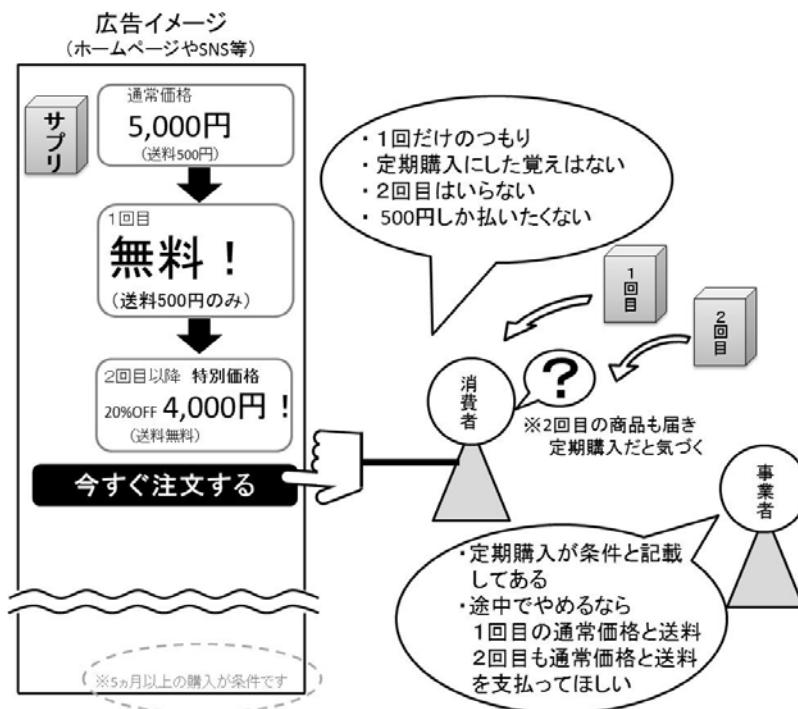 広告イメージ
（ホームページやSNS等）
サプリ
通常価格
5,000円
（送料500円）
1回目
無料！
（送料500円のみ）
2回目以降 特別価格
20%OFF 4,000円！
（送料無料）
今すぐ注文する
※5ヵ月以上の購入が条件です
・1回だけのつもり
・定期購入にした覚えはない
・2回目はいらない
・500円しか払いたくない
1回目
2回目
消費者
?
※2回目の商品も届き
定期購入だと気づく
事業者
・定期購入が条件と記載
してある
・途中でやめるなら
1回目の通常価格と送料
2回目も通常価格と送料
を支払ってほしい